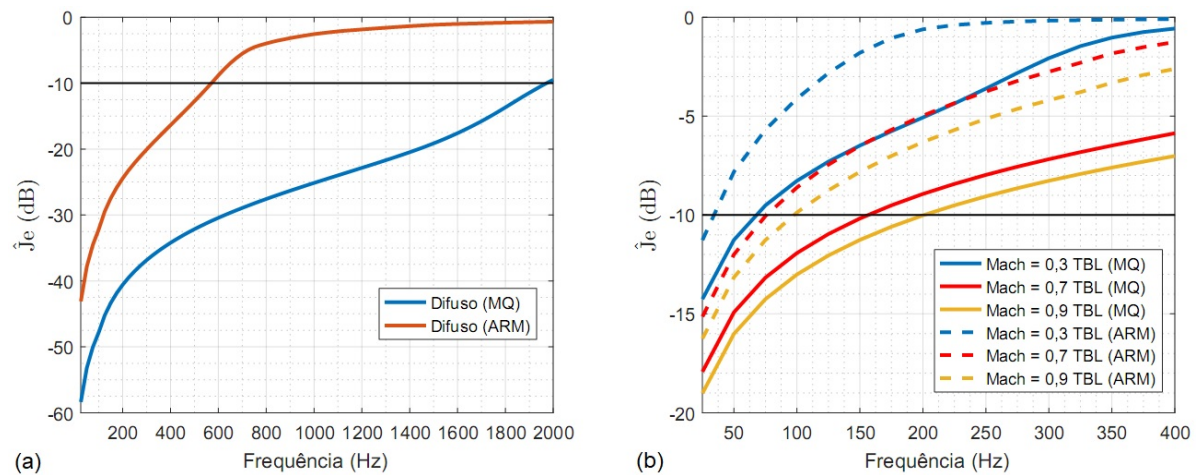 0
-10
-20
-30
-40
-50
-60
200 400 600 800 1000 1200 1400 1600 1800 2000
Ĵe (dB)
Frequência (Hz)
Difuso (MQ)
Difuso (ARM)
(a)
0
-5
-10
-15
-20
50 100 150 200 250 300 350 400
Ĵe (dB)
Frequência (Hz)
Mach = 0,3 TBL (MQ)
Mach = 0,7 TBL (MQ)
Mach = 0,9 TBL (MQ)
Mach = 0,3 TBL (ARM)
Mach = 0,7 TBL (ARM)
Mach = 0,9 TBL (ARM)
(b)